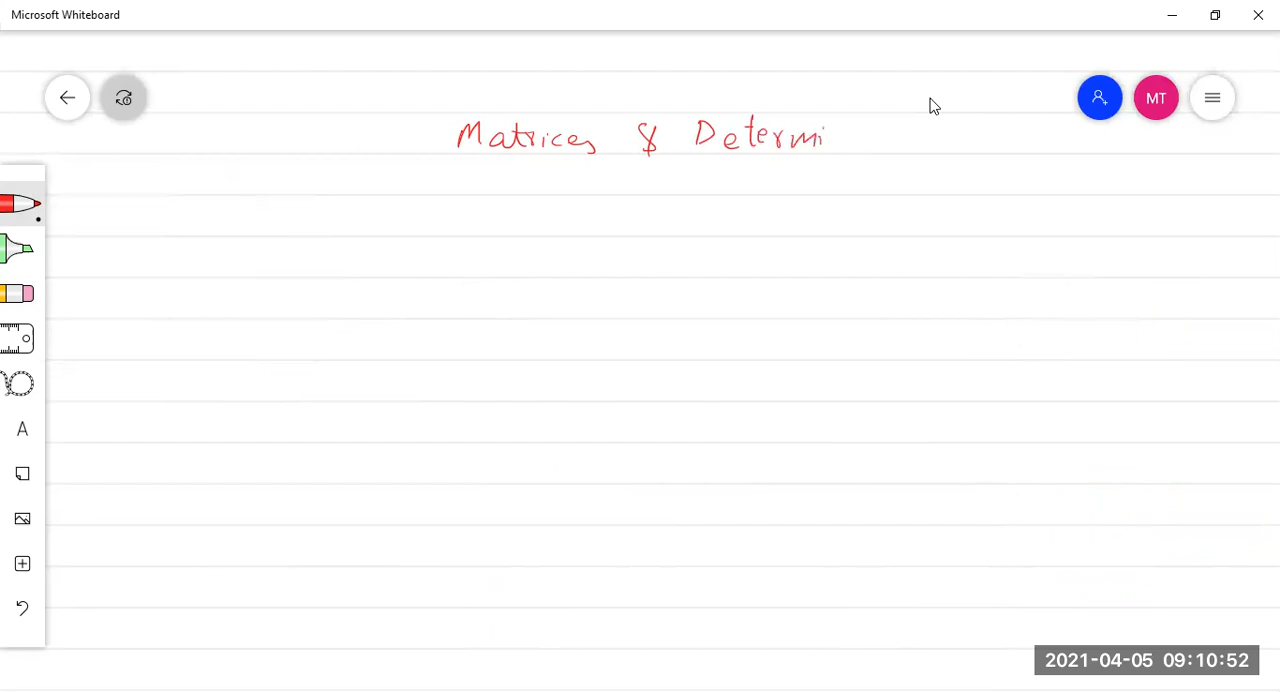 Microsoft Whiteboard
MT
Matrices & Determi
A
2021-04-05 09:10:52